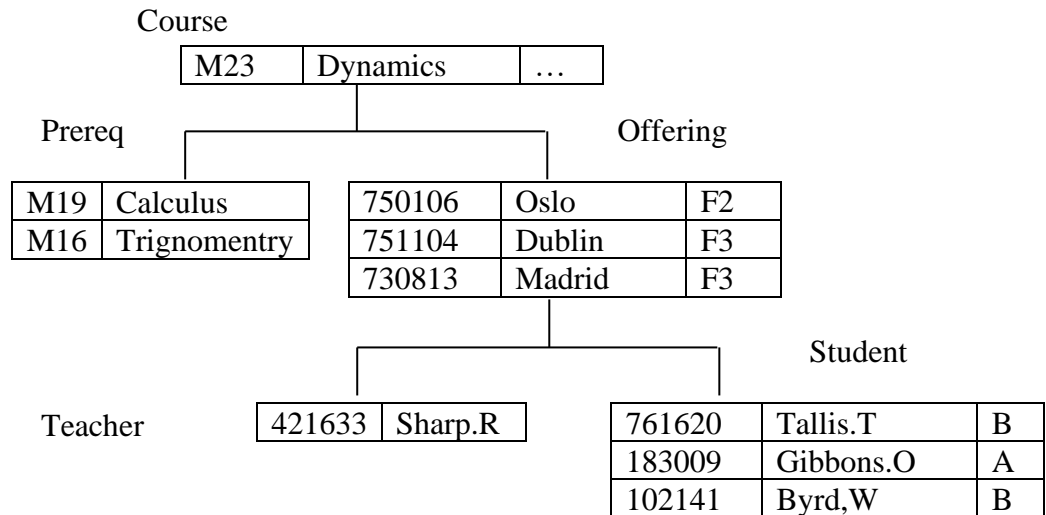 Course
M23 Dynamics …
Prereq Offering
M19 Calculus
M16 Trignomentry
750106 Oslo F2
751104 Dublin F3
730813 Madrid F3
Student
Teacher
421633 Sharp.R
761620 Tallis.T B
183009 Gibbons.O A
102141 Byrd,W B